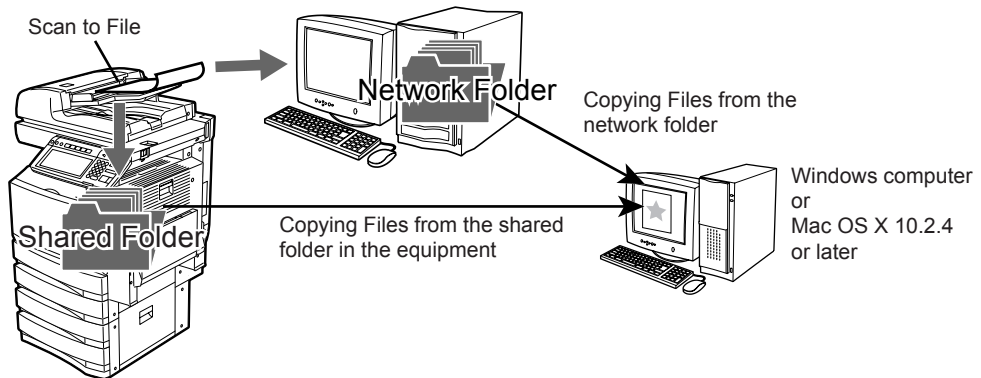 Scan to File
Network Folder
Copying Files from the
network folder
Windows computer
or
Mac OS X 10.2.4
or later
Shared Folder
Copying Files from the shared
folder in the equipment